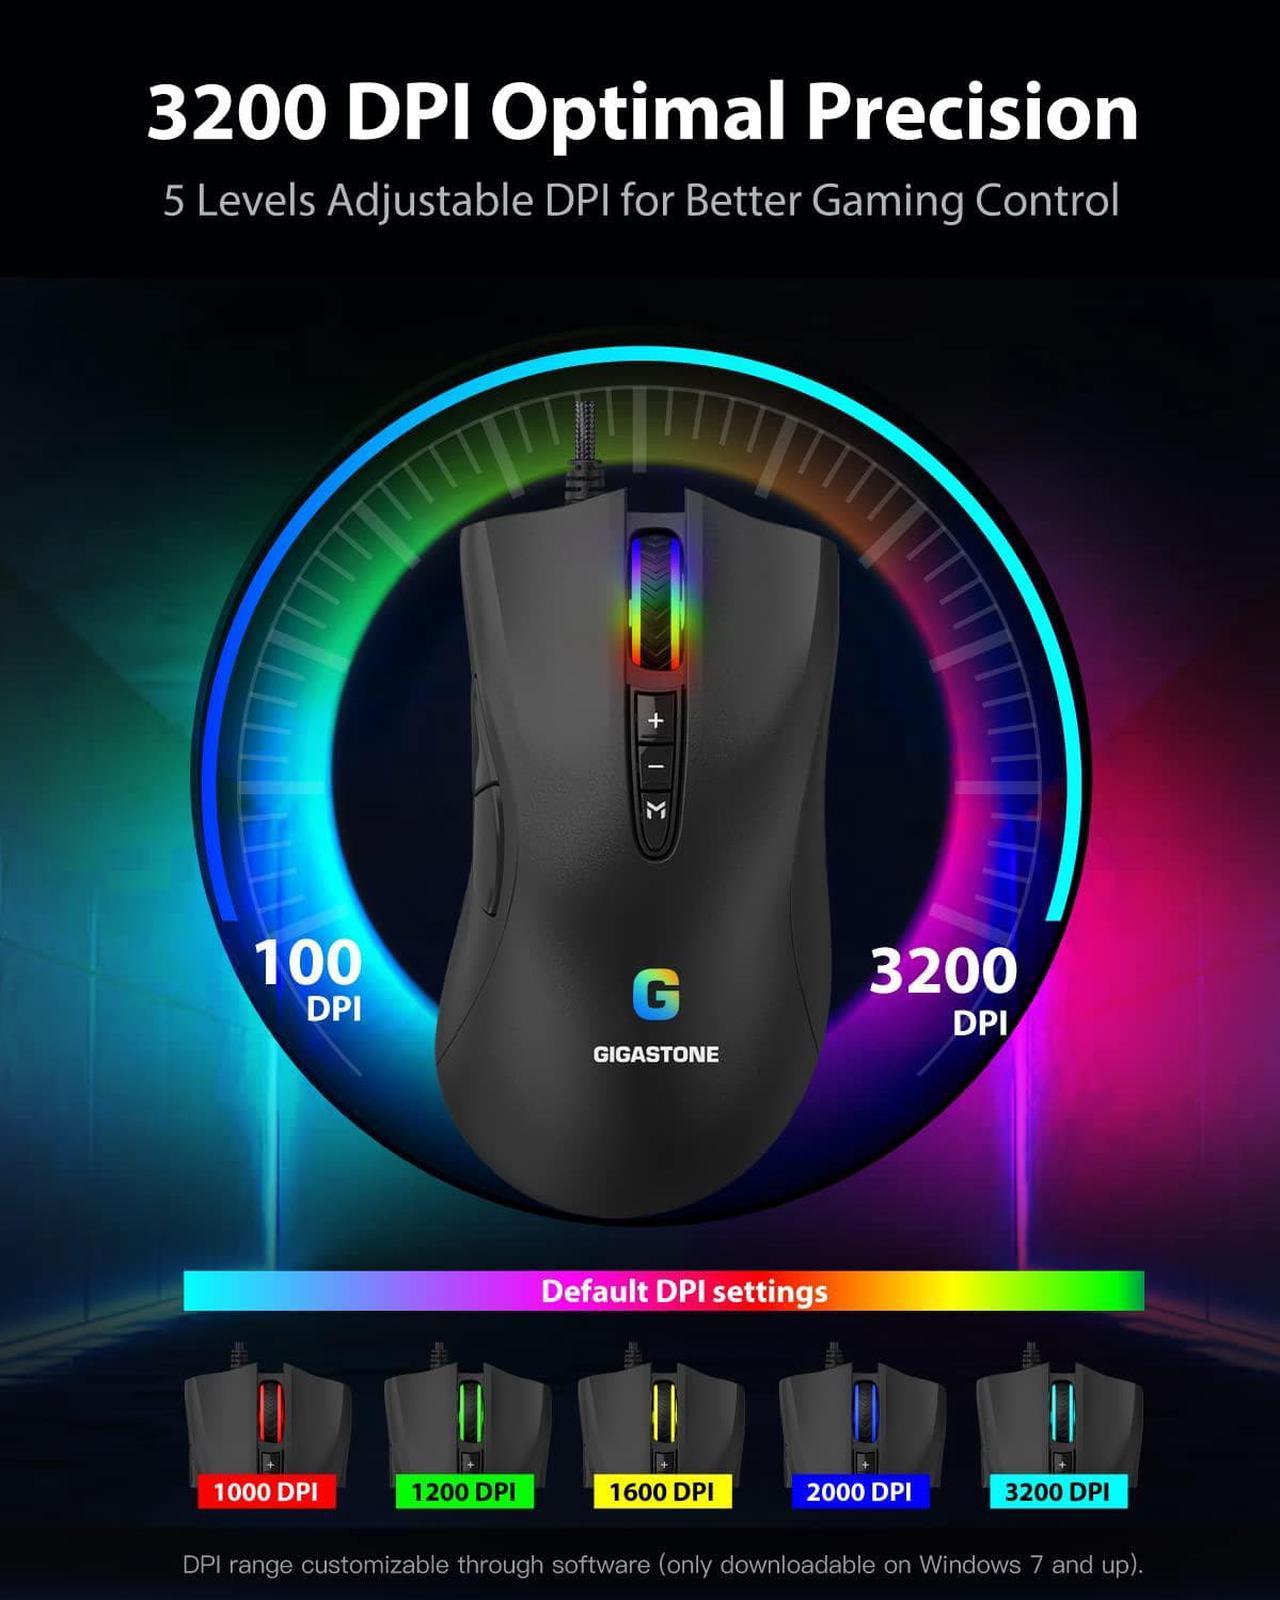 3200 DPI Optimal Precision
5 Levels Adjustable DPI for Better Gaming Control
+
−
M
100
DPI
3200
DPI
G
GIGASTONE
Default DPI settings
+
+
+
+
+
1000 DPI
1200 DPI
1600 DPI
2000 DPI
3200 DPI
DPI range customizable through software (only downloadable on Windows 7 and up).